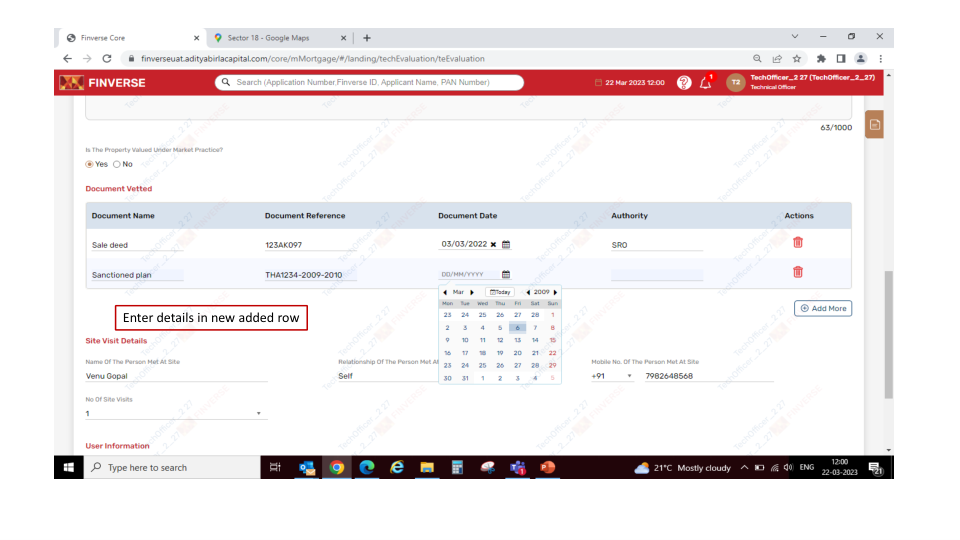 Finverse Core
Sector 18 - Google Maps
finverseuat.adityabirlacapital.com/core/mMortgage/#/landing/techEvaluation/teEvaluation
FINVERSE
Search (Application Number,Finverse ID, Applicant Name, PAN Number)
22 Mar 2023 12:00
T2
TechOfficer_2 27 (TechOfficer_2_27)
Technical Officer
63/1000
Is The Property Valued Under Market Practice?
Yes No
Document Vetted
Document Name Document Reference Document Date Authority Actions
Sale deed 123AK097 03/03/2022 SRO
Sanctioned plan THA1234-2009-2010 DD/MM/YYYY
Mar Today 2009
Mon Tue Wed Thu Fri Sat Sun
23 24 25 26 27 28 1
2 3 4 5 6 7 8
9 10 11 12 13 14 15
16 17 18 19 20 21 22
23 24 25 26 27 28 29
30 31 1 2 3 4 5
Add More
Enter details in new added row
Site Visit Details
Name Of The Person Met At Site Relationship Of The Person Met At Mobile No. Of The Person Met At Site
Venu Gopal Self +91 7982648568
No Of Site Visits
1
User Information
Type here to search
21°C Mostly cloudy
ENG
12:00
22-03-2023
21